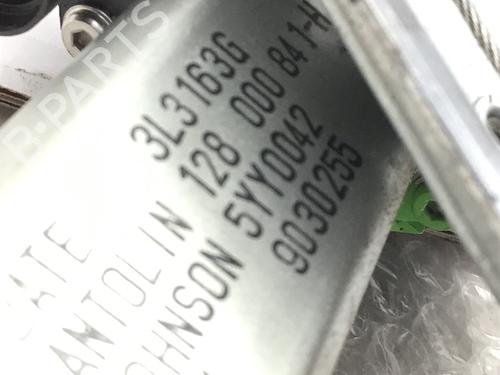 B-PARTS
3L3163G
ANTOLIN 128 000 841-H
JOHNSON 5YY0042
9030255